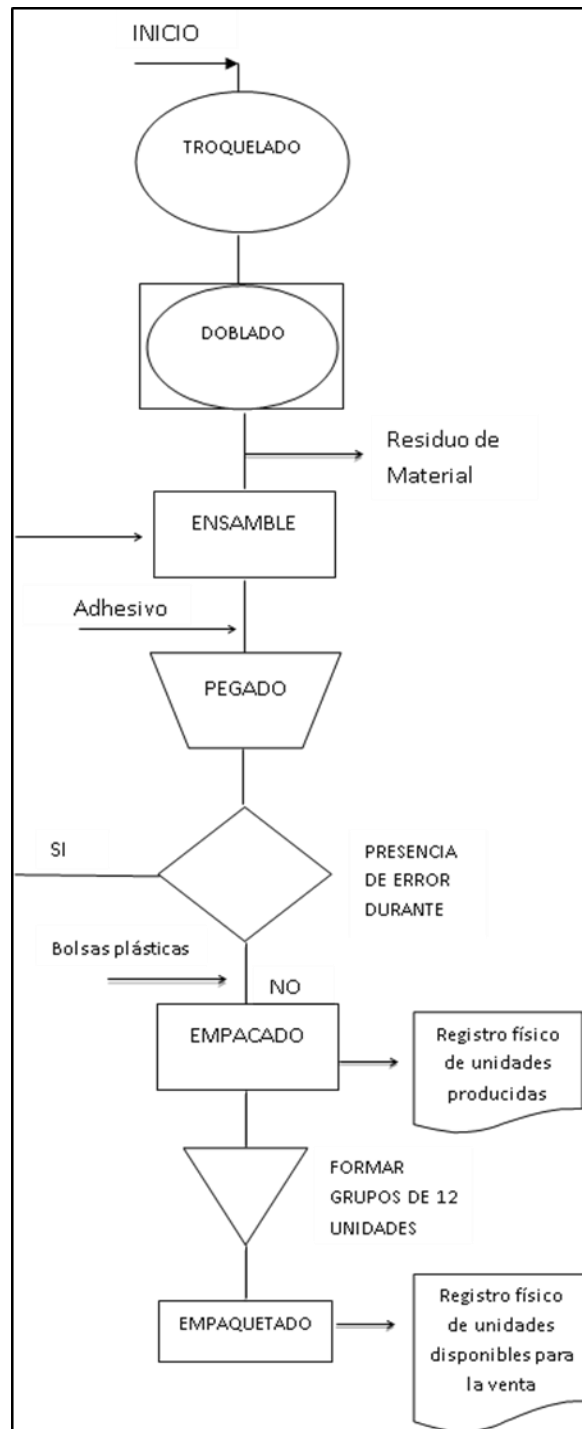 INICIO
TROQUELADO
DOBLADO
Residuo de
Material
ENSAMBLE
Adhesivo
PEGADO
SI
PRESENCIA
DE ERROR
DURANTE
Bolsas plásticas
NO
EMPACADO
Registro físico
de unidades
producidas
FORMAR
GRUPOS DE 12
UNIDADES
EMPAQUETADO
Registro físico
de unidades
disponibles para
la venta